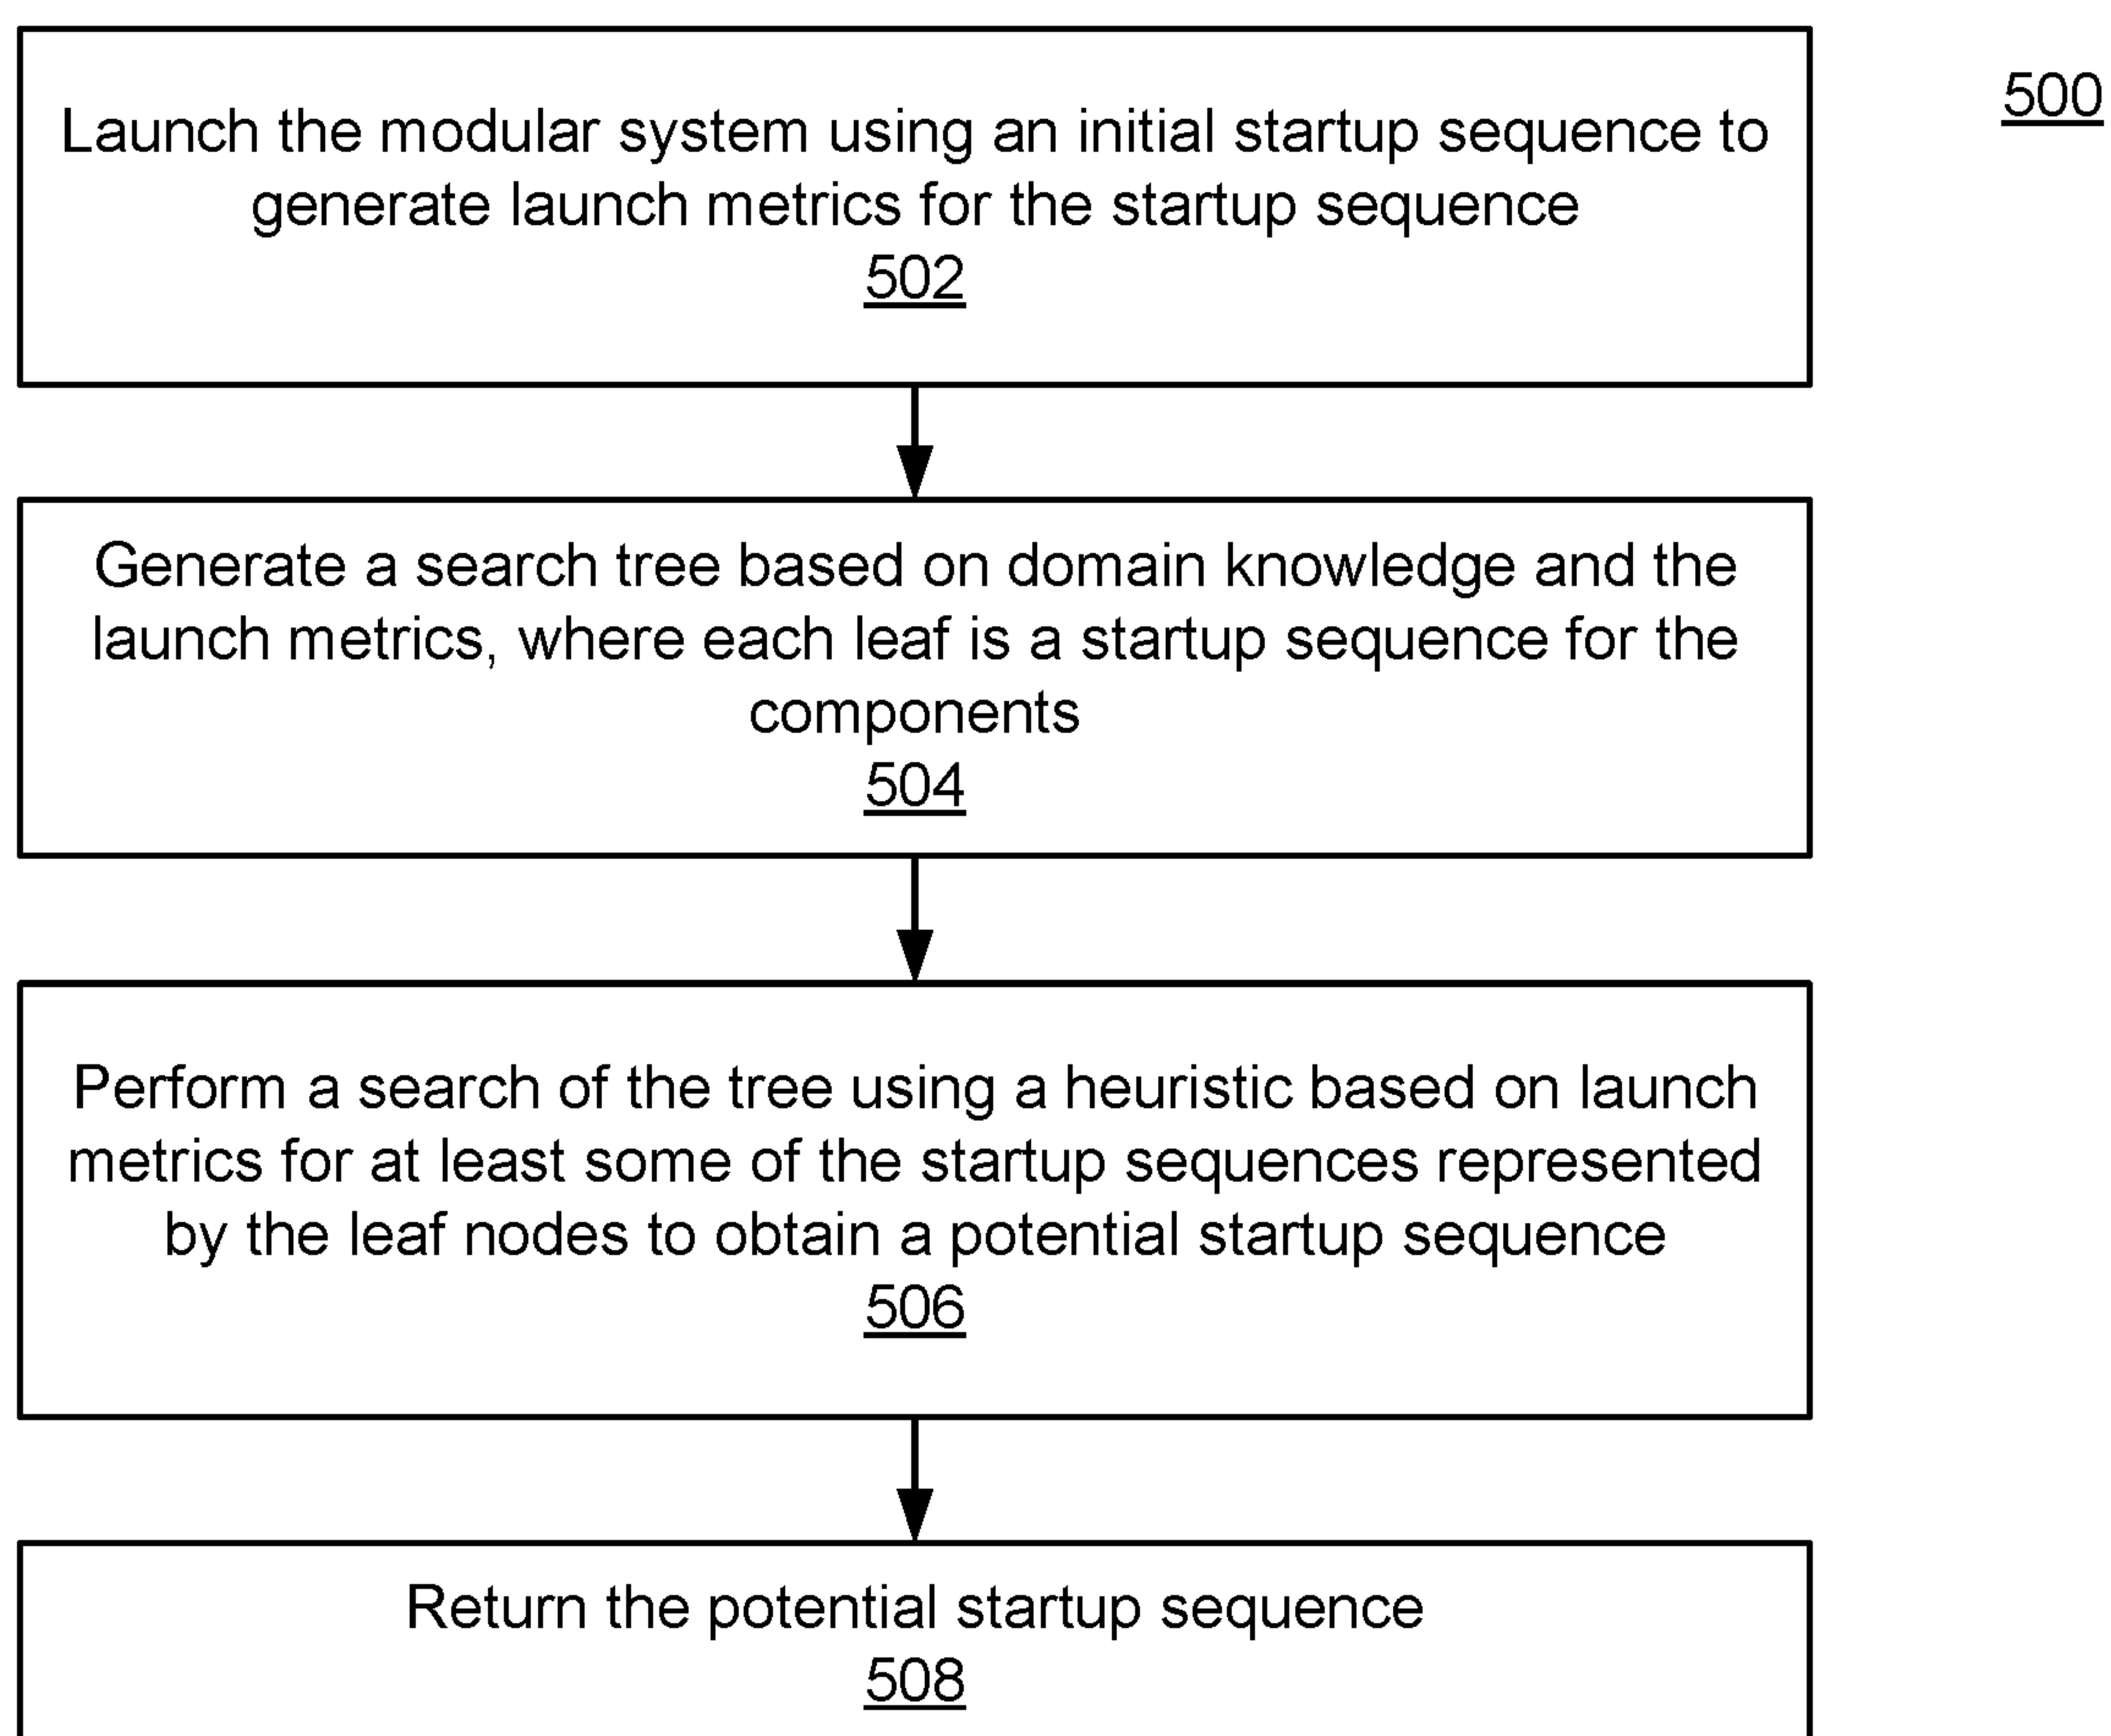 500
Launch the modular system using an initial startup sequence to
generate launch metrics for the startup sequence
502
Generate a search tree based on domain knowledge and the
launch metrics, where each leaf is a startup sequence for the
components
504
Perform a search of the tree using a heuristic based on launch
metrics for at least some of the startup sequences represented
by the leaf nodes to obtain a potential startup sequence
506
Return the potential startup sequence
508